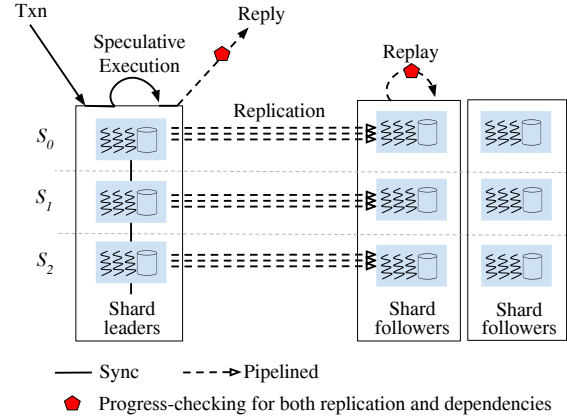 Txn
Reply
Speculative
Execution
Replay
Replication
S0
S1
S2
Shard
leaders
Shard
followers
Shard
followers
Sync
Pipelined
Progress-checking for both replication and dependencies